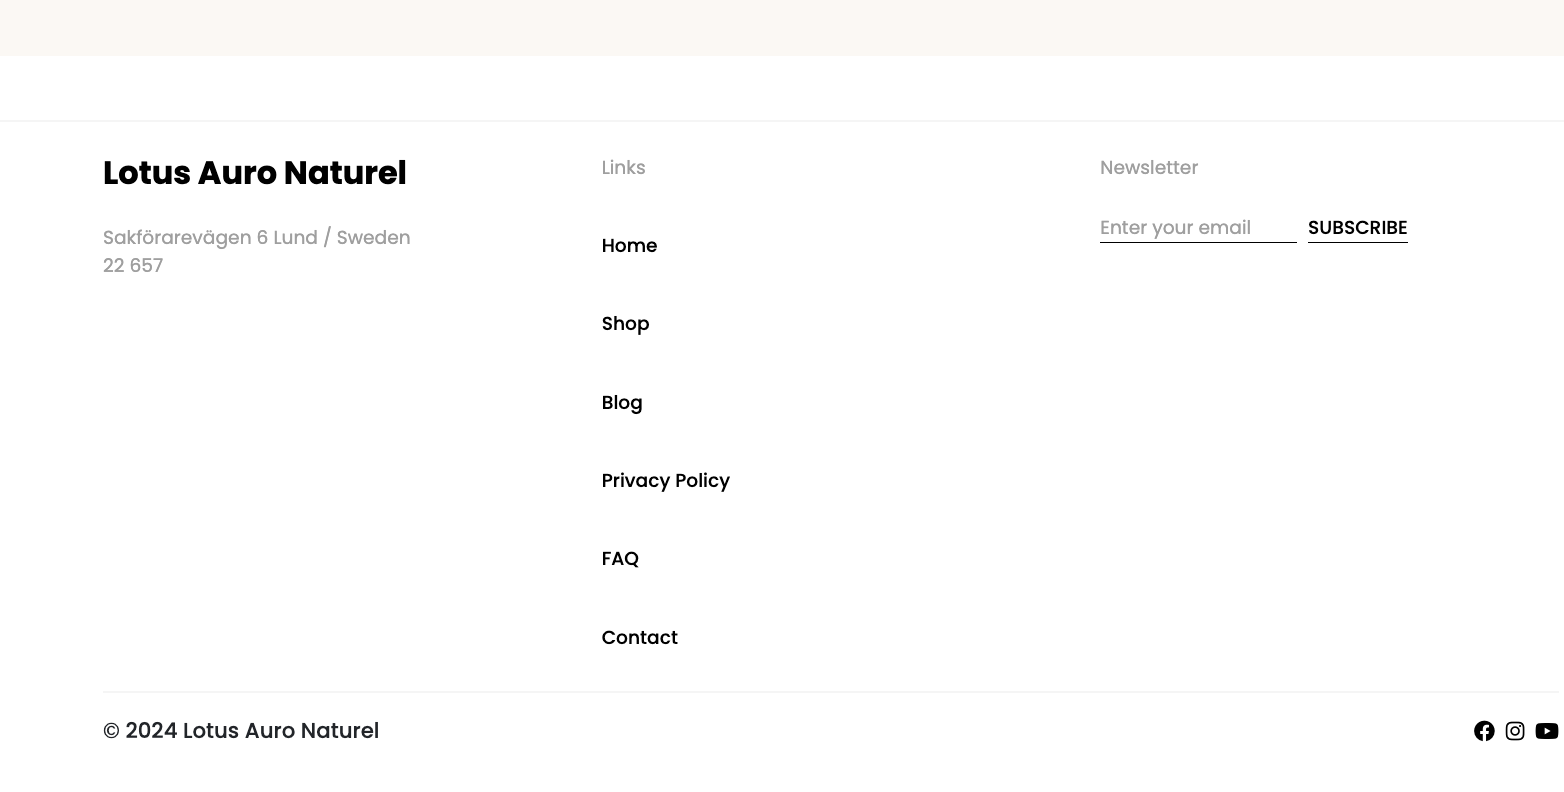 Lotus Auro Naturel
Sakförarevägen 6 Lund / Sweden
22 657
Links
Home
Shop
Blog
Privacy Policy
FAQ
Contact
Newsletter
Enter your email
SUBSCRIBE
© 2024 Lotus Auro Naturel